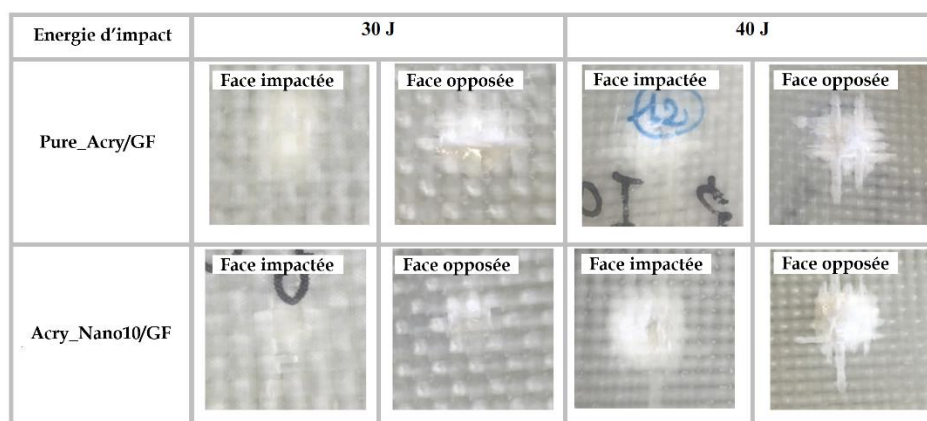 Energie d’impact 30 J 40 J
Face impactée Face opposée Face impactée Face opposée
Pure_Acry/GF
12
Face impactée Face opposée Face impactée Face opposée
Acry_Nano10/GF